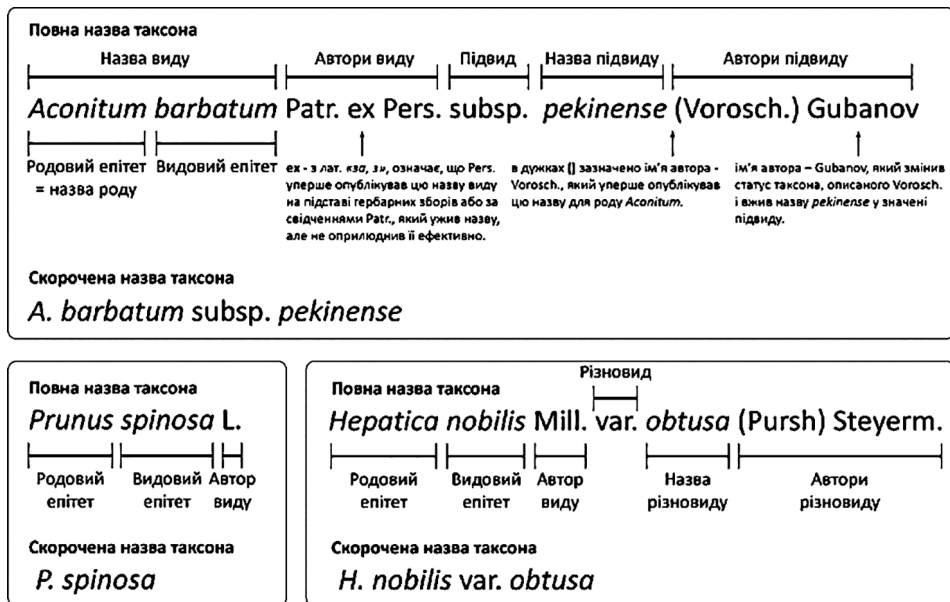 Повна назва таксона
Назва виду Автори виду Підвид Назва підвиду Автори підвиду
Aconitum barbatum Patr. ex Pers. subsp. pekinense (Vorosch.) Gubanov
Родовий епітет Видовий епітет
= назва роду
ex - з лат. «за, з», означає, що Pers.
уперше опублікував цю назву виду
на підставі гербарних зборів або за
свідченнями Patr., який ужив назву,
але не оприлюднив її ефективно.
в дужках () зазначено ім'я автора -
Vorosch., який уперше опублікував
цю назву для роду Aconitum.
ім'я автора – Gubanov, який змінив
статус таксона, описаного Vorosch.
і вжив назву pekinense у значені
підвиду.
Скорочена назва таксона
A. barbatum subsp. pekinense
Повна назва таксона
Prunus spinosa L.
Родовий Видовий Автор
епітет епітет виду
Скорочена назва таксона
P. spinosa
Різновид
Повна назва таксона
Hepatica nobilis Mill. var. obtusa (Pursh) Steyerm.
Родовий Видовий Автор Назва Автори
епітет епітет виду різновиду різновиду
Скорочена назва таксона
H. nobilis var. obtusa